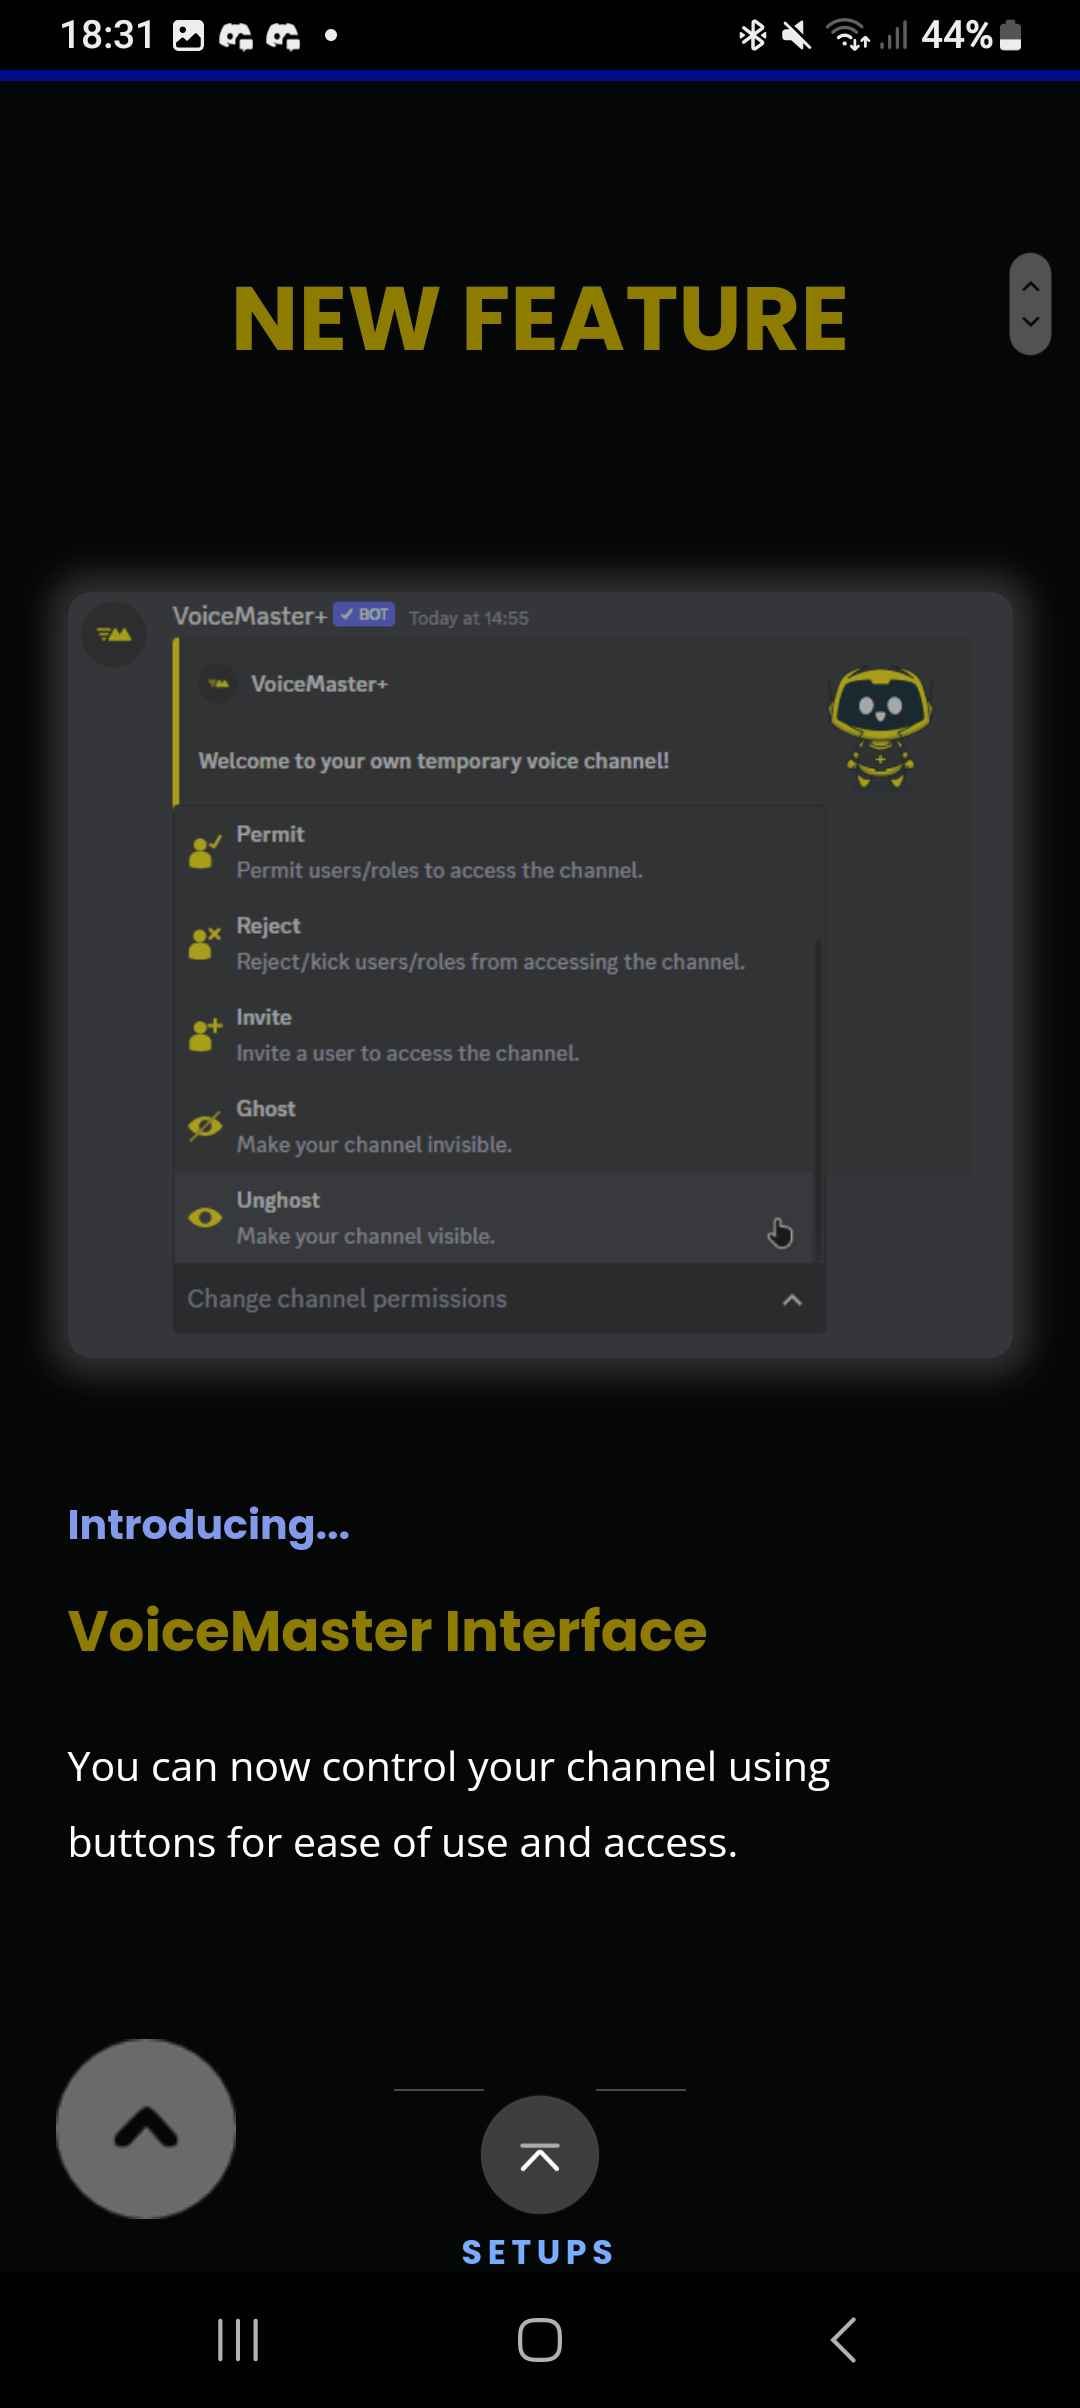 18:31
44%
NEW FEATURE
VoiceMaster+ ✓ BOT Today at 14:55
VoiceMaster+
Welcome to your own temporary voice channel!
Permit
Permit users/roles to access the channel.
Reject
Reject/kick users/roles from accessing the channel.
Invite
Invite a user to access the channel.
Ghost
Make your channel invisible.
Unghost
Make your channel visible.
Change channel permissions
Introducing...
VoiceMaster Interface
You can now control your channel using
buttons for ease of use and access.
SETUPS